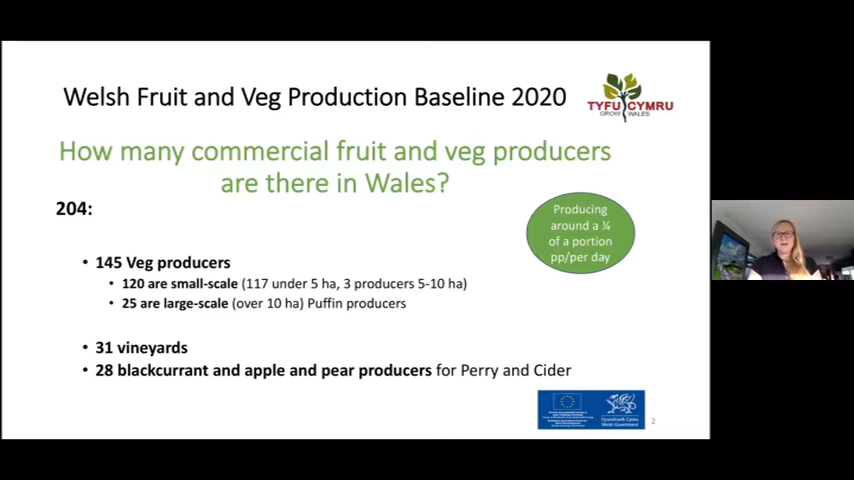 Welsh Fruit and Veg Production Baseline 2020
TYFU CYMRU
GROW WALES
How many commercial fruit and veg producers
are there in Wales?
204:
Producing
around a ¼
of a portion
pp/per day
• 145 Veg producers
• 120 are small-scale (117 under 5 ha, 3 producers 5-10 ha)
• 25 are large-scale (over 10 ha) Puffin producers
• 31 vineyards
• 28 blackcurrant and apple and pear producers for Perry and Cider
Llywodraeth Cymru
Welsh Government
2